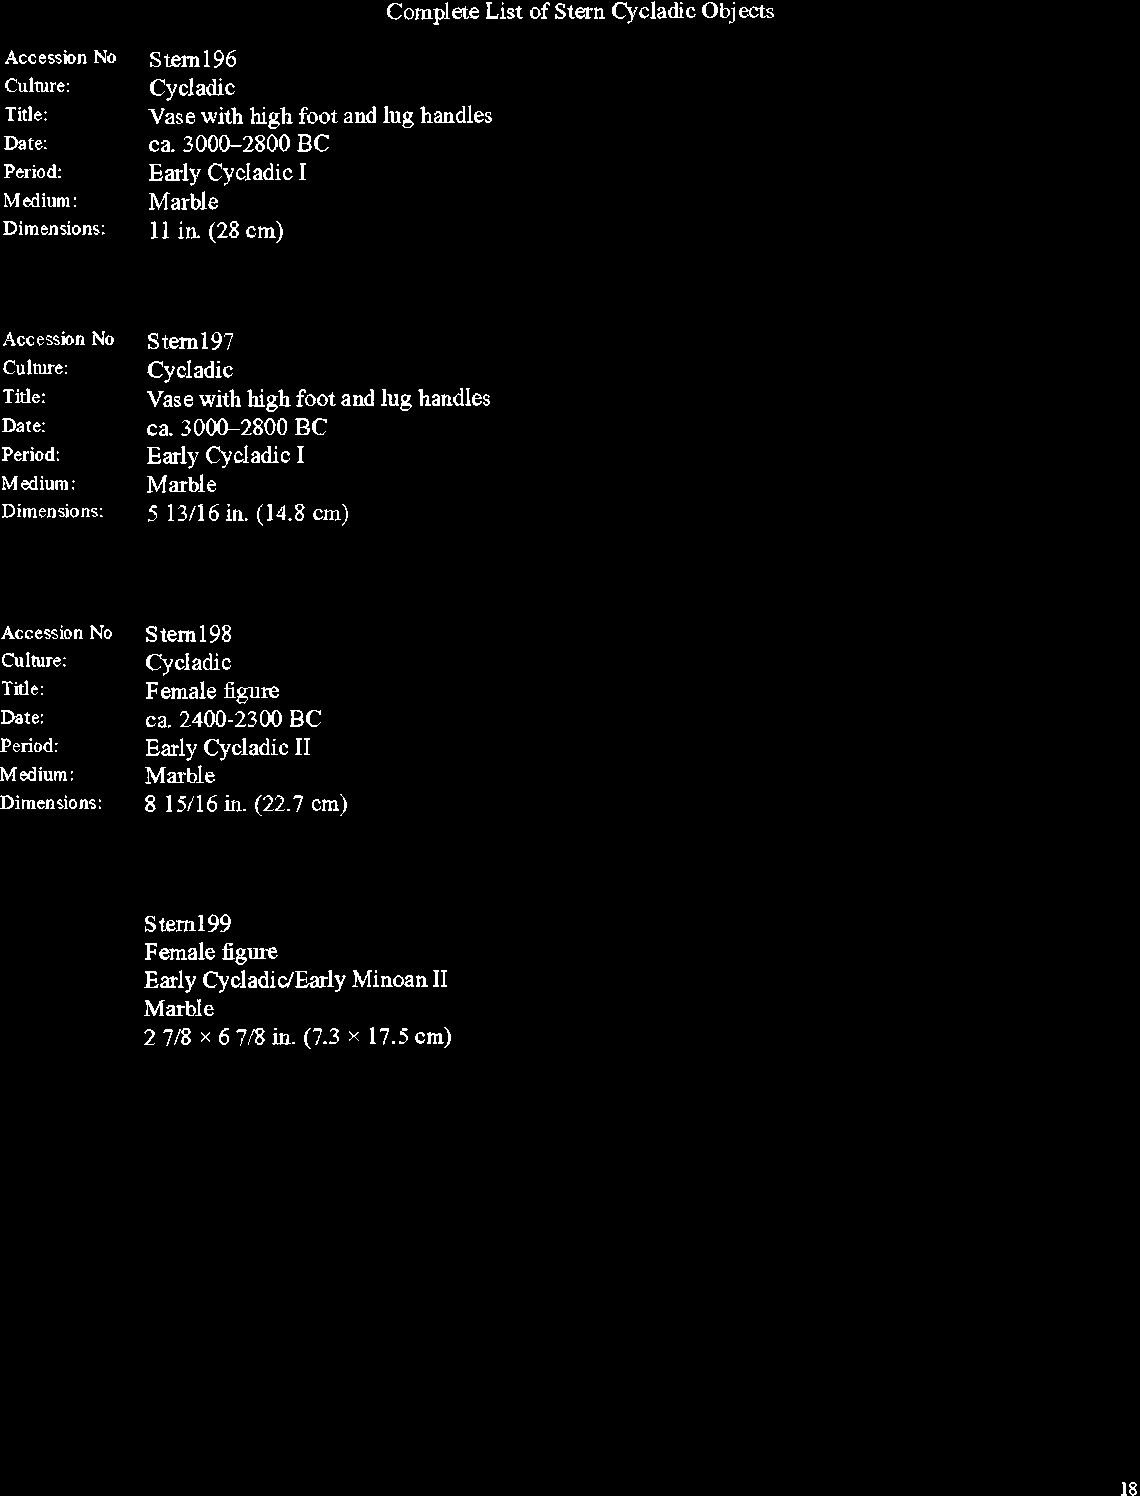 Complete List of Stern Cycladic Objects
Accession No Stern196
Culture: Cycladic
Title: Vase with high foot and lug handles
Date: ca. 3000–2800 BC
Period: Early Cycladic I
Medium: Marble
Dimensions: 11 in. (28 cm)
Accession No Stern197
Culture: Cycladic
Title: Vase with high foot and lug handles
Date: ca. 3000–2800 BC
Period: Early Cycladic I
Medium: Marble
Dimensions: 5 13/16 in. (14.8 cm)
Accession No Stern198
Culture: Cycladic
Title: Female figure
Date: ca. 2400-2300 BC
Period: Early Cycladic II
Medium: Marble
Dimensions: 8 15/16 in. (22.7 cm)
Stern199
Female figure
Early Cycladic/Early Minoan II
Marble
2 7/8 × 6 7/8 in. (7.3 × 17.5 cm)
18